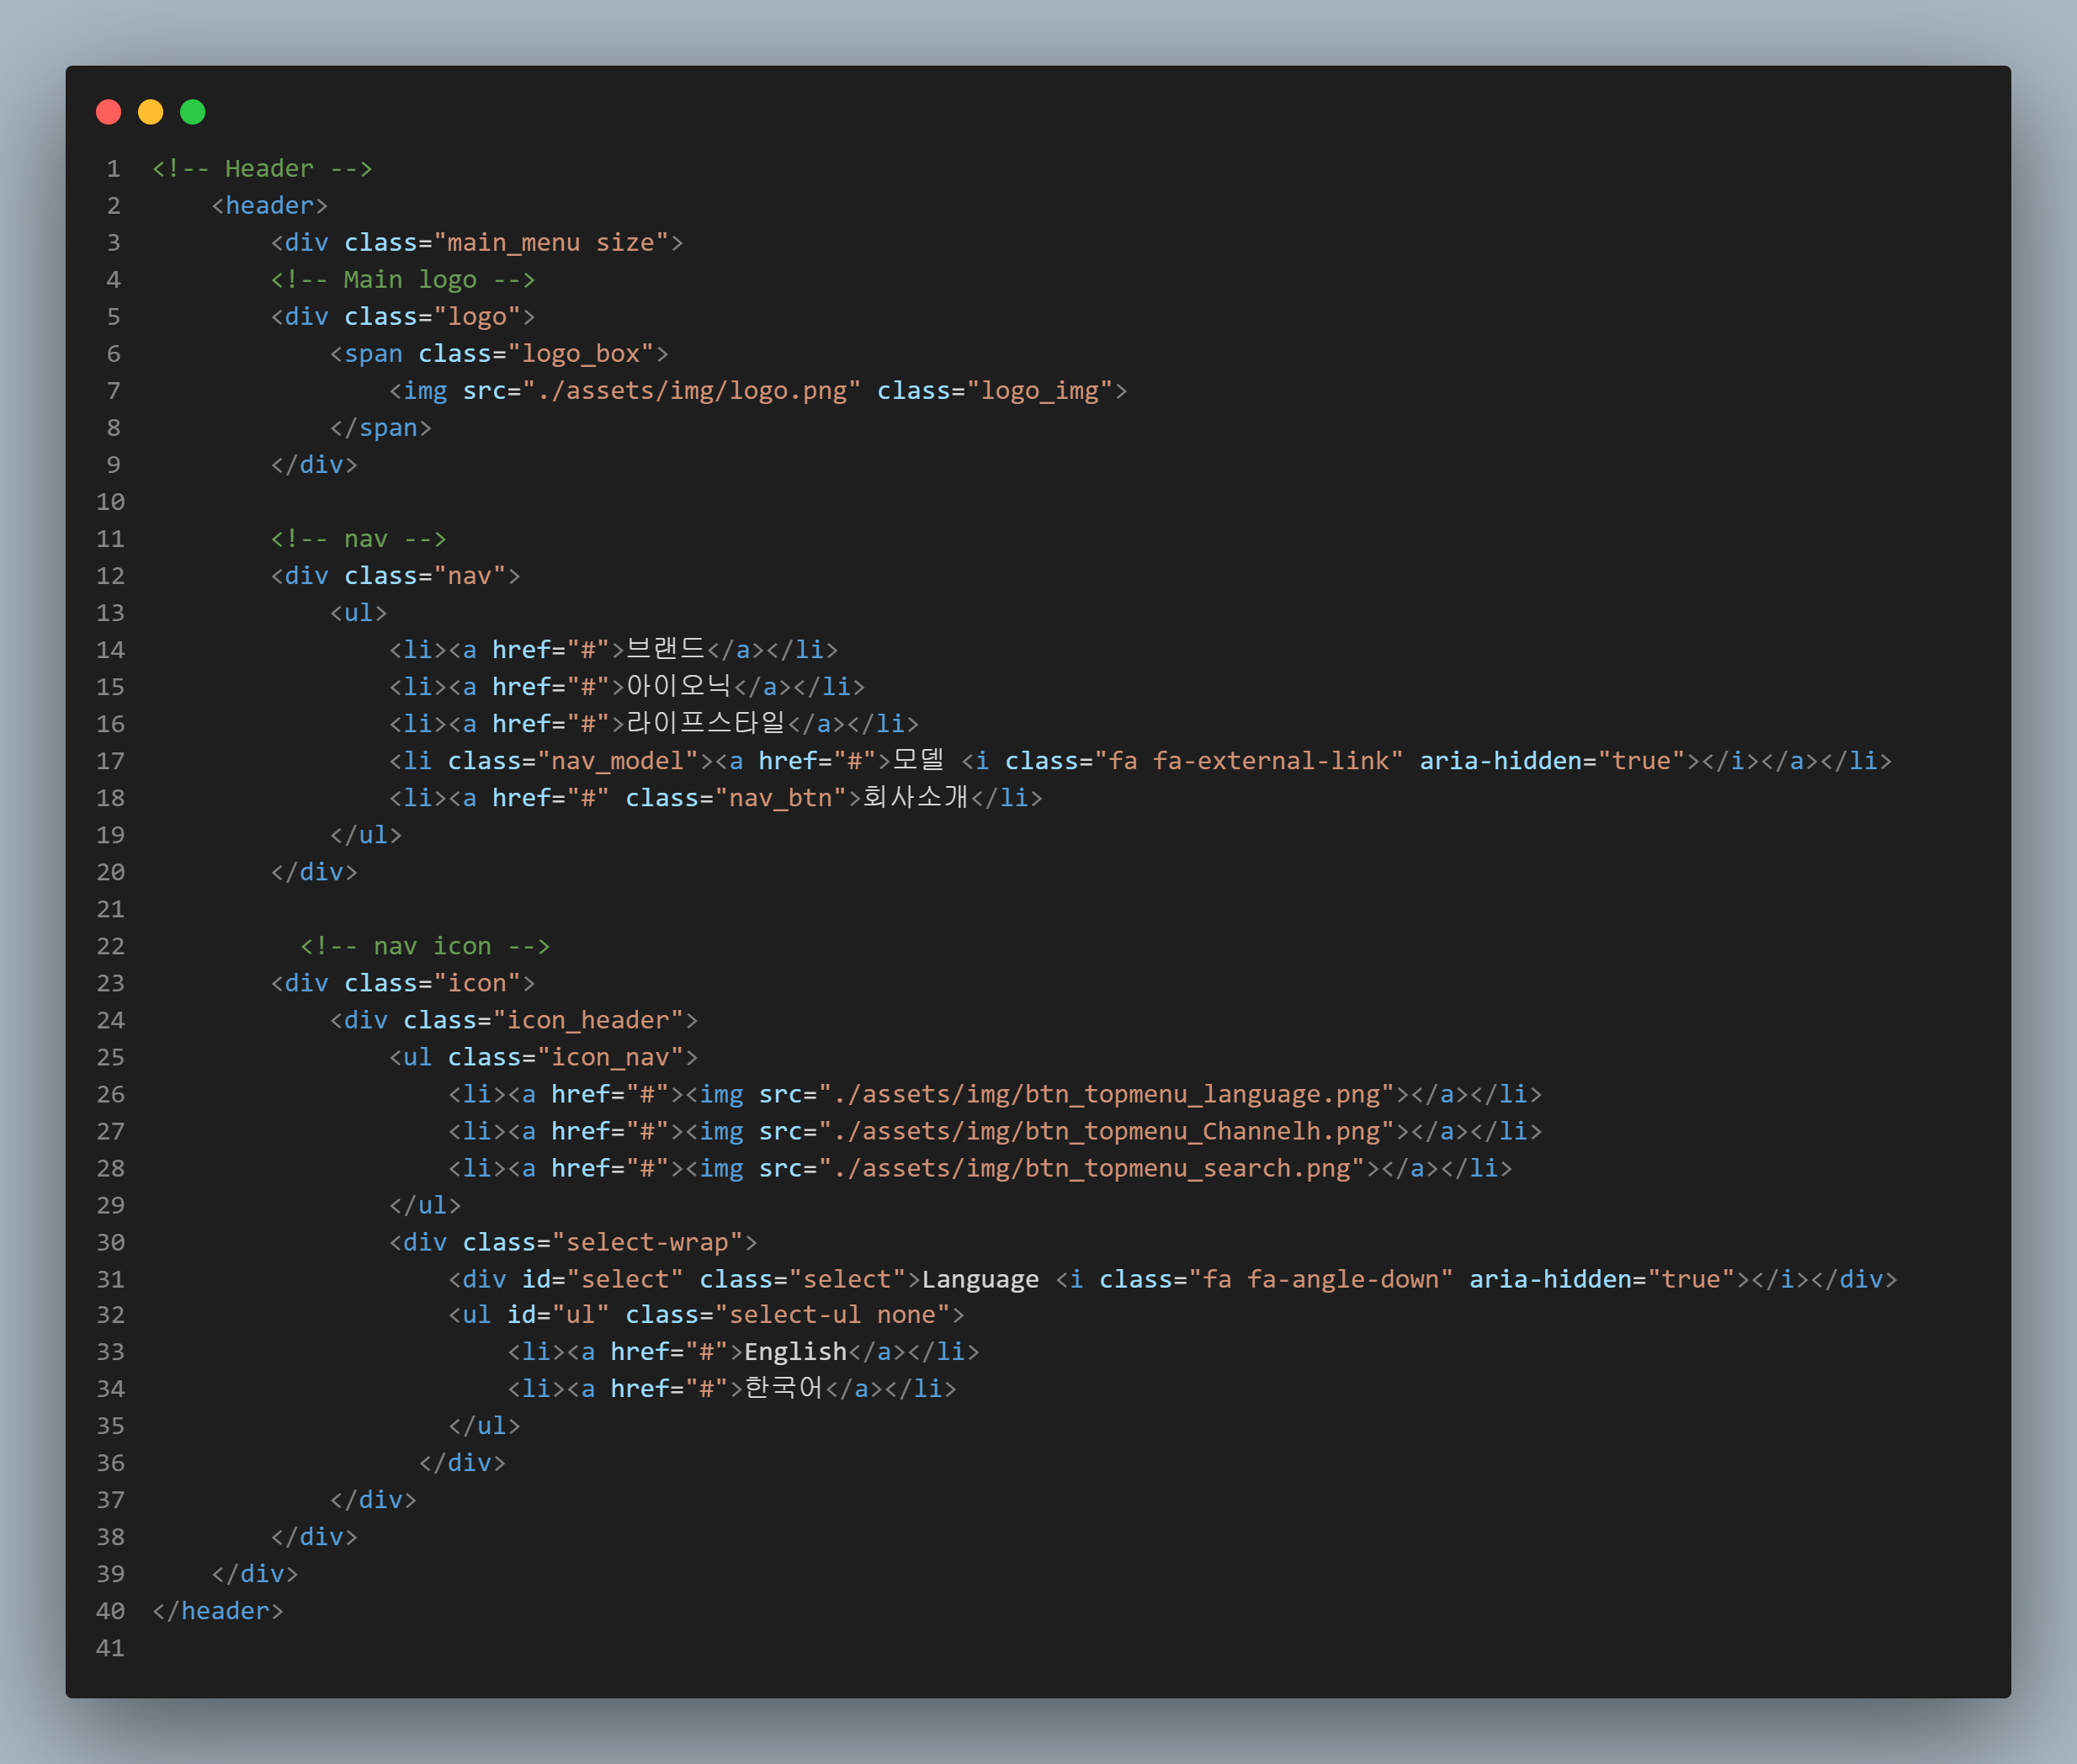 1 <!-- Header -->
2     <header>
3         <div class="main_menu size">
4         <!-- Main logo -->
5         <div class="logo">
6             <span class="logo_box">
7                 <img src="./assets/img/logo.png" class="logo_img">
8             </span>
9         </div>
10
11         <!-- nav -->
12         <div class="nav">
13             <ul>
14                 <li><a href="#">브랜드</a></li>
15                 <li><a href="#">아이오닉</a></li>
16                 <li><a href="#">라이프스타일</a></li>
17                 <li class="nav_model"><a href="#">모델 <i class="fa fa-external-link" aria-hidden="true"></i></a></li>
18                 <li><a href="#" class="nav_btn">회사소개</li>
19             </ul>
20         </div>
21
22           <!-- nav icon -->
23         <div class="icon">
24             <div class="icon_header">
25                 <ul class="icon_nav">
26                     <li><a href="#"><img src="./assets/img/btn_topmenu_language.png"></a></li>
27                     <li><a href="#"><img src="./assets/img/btn_topmenu_Channelh.png"></a></li>
28                     <li><a href="#"><img src="./assets/img/btn_topmenu_search.png"></a></li>
29                 </ul>
30                 <div class="select-wrap">
31                     <div id="select" class="select">Language <i class="fa fa-angle-down" aria-hidden="true"></i></div>
32                     <ul id="ul" class="select-ul none">
33                         <li><a href="#">English</a></li>
34                         <li><a href="#">한국어</a></li>
35                     </ul>
36                   </div>
37             </div>
38         </div>
39     </div>
40 </header>
41